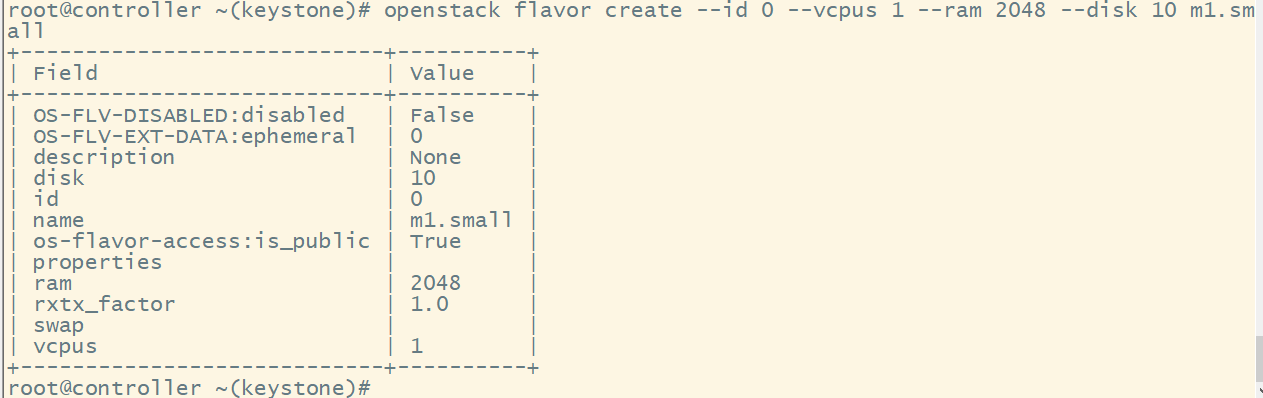 root@controller ~(keystone)# openstack flavor create --id 0 --vcpus 1 --ram 2048 --disk 10 m1.sm
all
+----------------------------+----------+
| Field                      | Value    |
+----------------------------+----------+
| OS-FLV-DISABLED:disabled   | False    |
| OS-FLV-EXT-DATA:ephemeral  | 0        |
| description                | None     |
| disk                       | 10       |
| id                         | 0        |
| name                       | m1.small |
| os-flavor-access:is_public | True     |
| properties                 |          |
| ram                        | 2048     |
| rxtx_factor                | 1.0      |
| swap                       |          |
| vcpus                      | 1        |
+----------------------------+----------+
root@controller ~(keystone)#